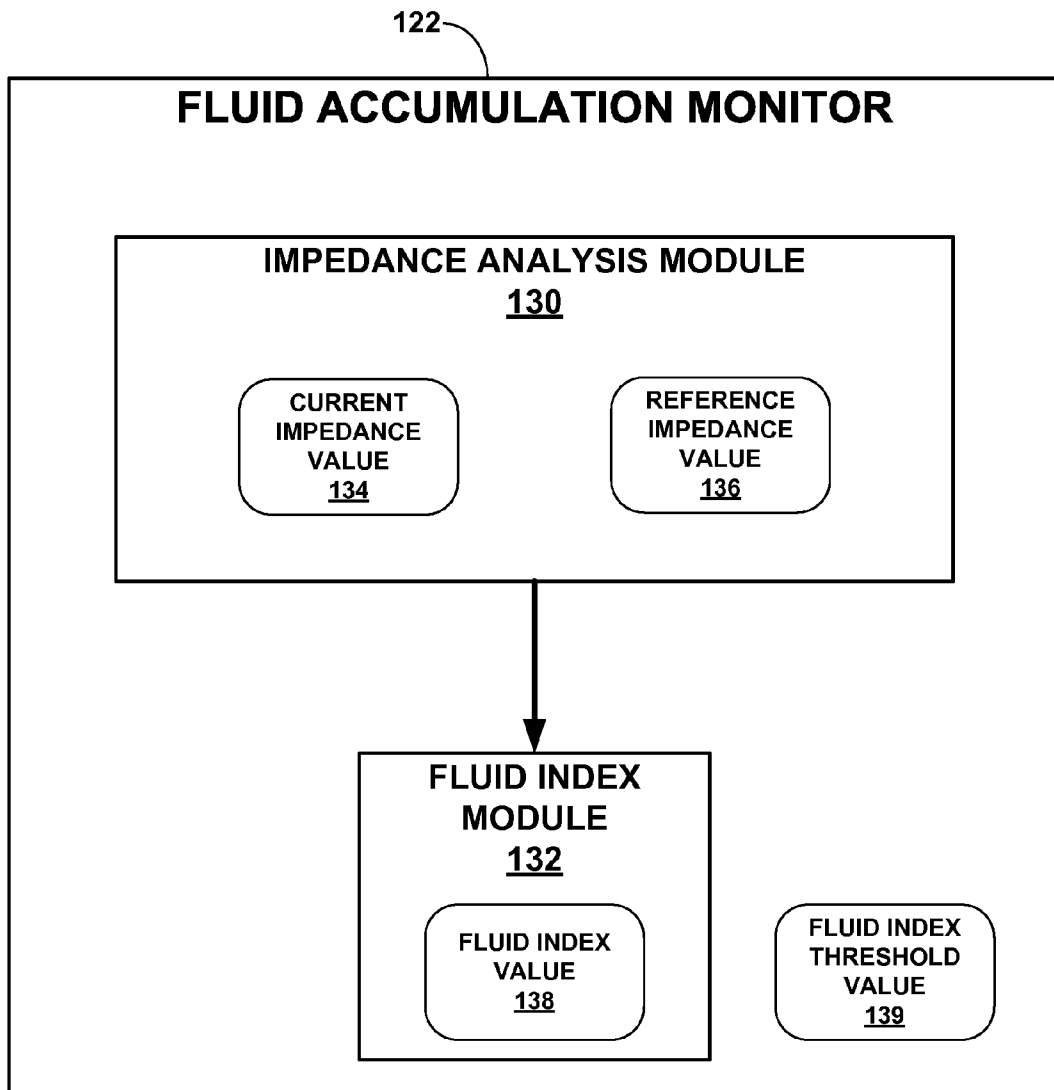 122
FLUID ACCUMULATION MONITOR
IMPEDANCE ANALYSIS MODULE
130
CURRENT
IMPEDANCE
VALUE
134
REFERENCE
IMPEDANCE
VALUE
136
FLUID INDEX
MODULE
132
FLUID INDEX
VALUE
138
FLUID INDEX
THRESHOLD
VALUE
139